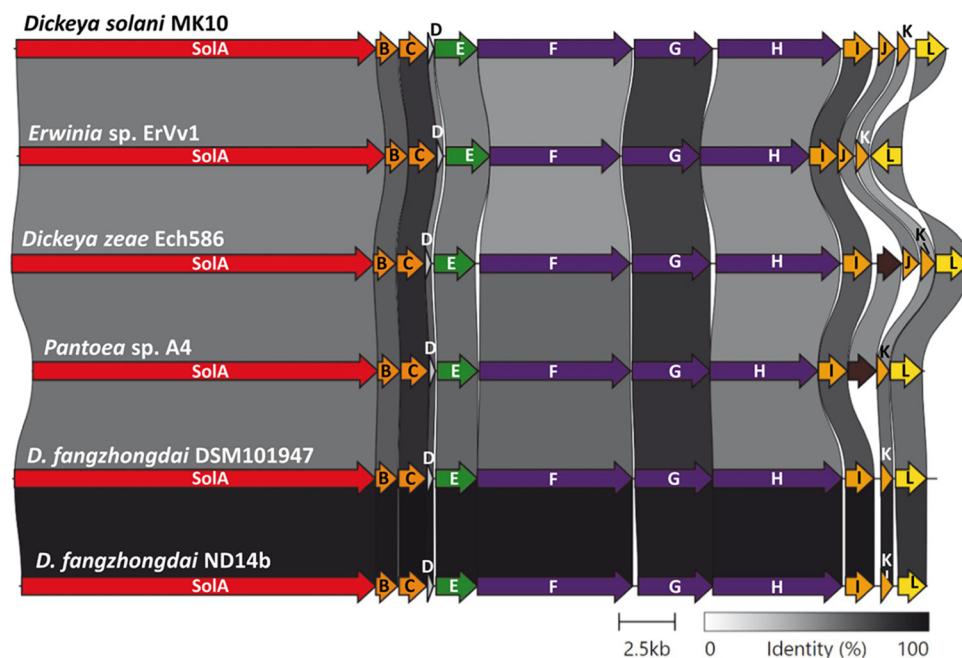 Dickeya solani MK10
D K
SolA B C E F G H I J L
Erwinia sp. ErVv1
D K
SolA B C E F G H I J L
Dickeya zeae Ech586
D K
SolA B C E F G H I J L
Pantoea sp. A4
D K
SolA B C E F G H I L
D. fangzhongdai DSM101947
D K
SolA B C E F G H I L
D. fangzhongdai ND14b
D K
SolA B C E F G H I L
2.5kb 0 Identity (%) 100